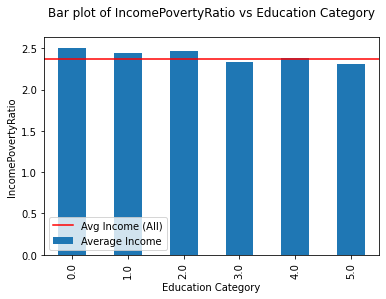 Bar plot of IncomePovertyRatio vs Education Category
2.5
2.0
1.5
1.0
0.5
0.0
IncomePovertyRatio
Avg Income (All)
Average Income
0.0
1.0
2.0
3.0
4.0
5.0
Education Category